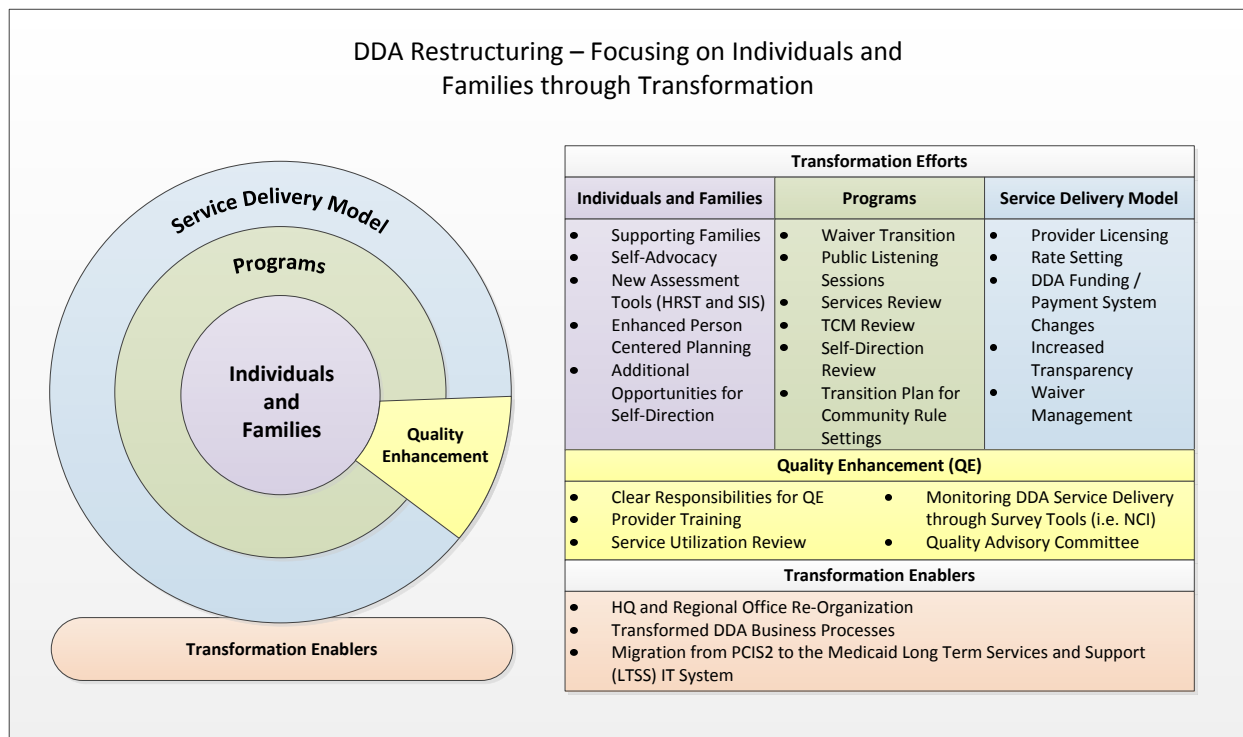 DDA Restructuring – Focusing on Individuals and
Families through Transformation
Service Delivery Model
Programs
Individuals
and
Families
Quality
Enhancement
Transformation Enablers
Transformation Efforts
Individuals and Families
• Supporting Families
• Self-Advocacy
• New Assessment
Tools (HRST and SIS)
• Enhanced Person
Centered Planning
• Additional
Opportunities for
Self-Direction
Programs
• Waiver Transition
• Public Listening
Sessions
• Services Review
• TCM Review
• Self-Direction
Review
• Transition Plan for
Community Rule
Settings
Service Delivery Model
• Provider Licensing
• Rate Setting
• DDA Funding /
Payment System
Changes
• Increased
Transparency
• Waiver
Management
Quality Enhancement (QE)
• Clear Responsibilities for QE
• Provider Training
• Service Utilization Review
• Monitoring DDA Service Delivery
through Survey Tools (i.e. NCI)
• Quality Advisory Committee
Transformation Enablers
• HQ and Regional Office Re-Organization
• Transformed DDA Business Processes
• Migration from PCIS2 to the Medicaid Long Term Services and Support
(LTSS) IT System